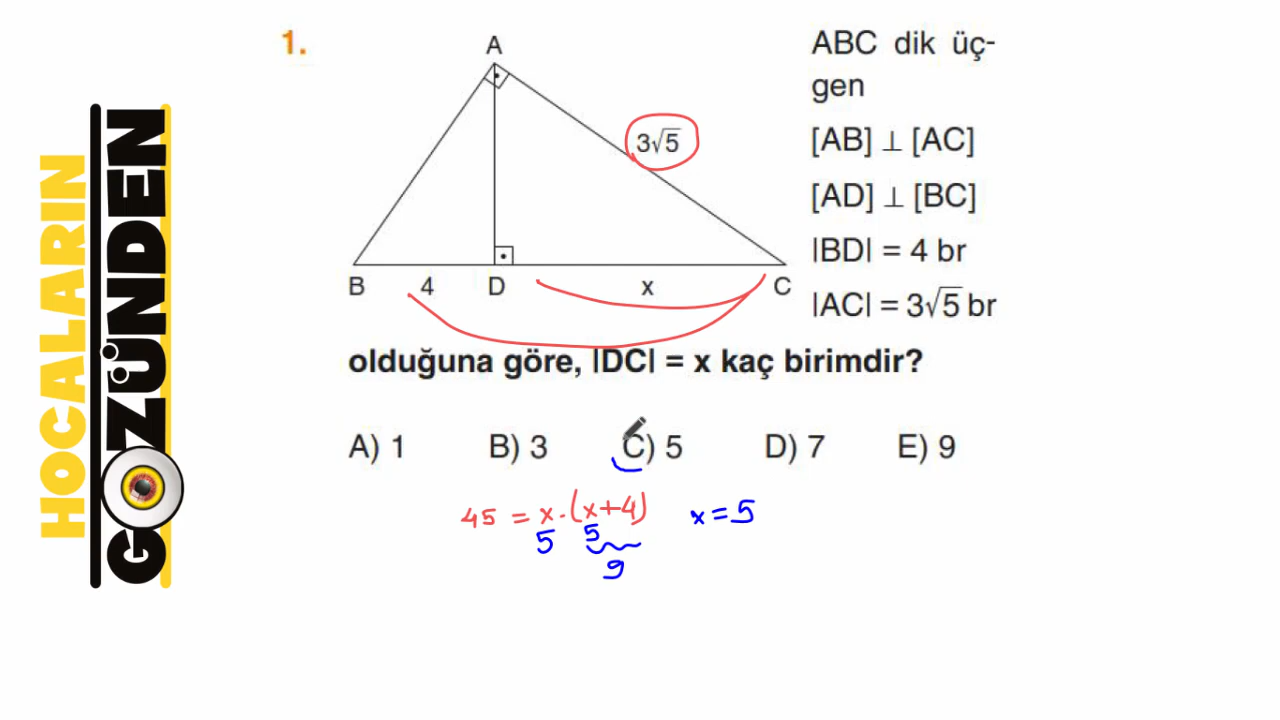 HOCALARIN
GÖZÜNDEN
1.
A
3√5
B 4 D x C
ABC dik üç-
gen
[AB] ⊥ [AC]
[AD] ⊥ [BC]
|BD| = 4 br
|AC| = 3√5 br
olduğuna göre, |DC| = x kaç birimdir?
A) 1 B) 3 C) 5 D) 7 E) 9
45 = x . (x+4) x = 5
5 5
9